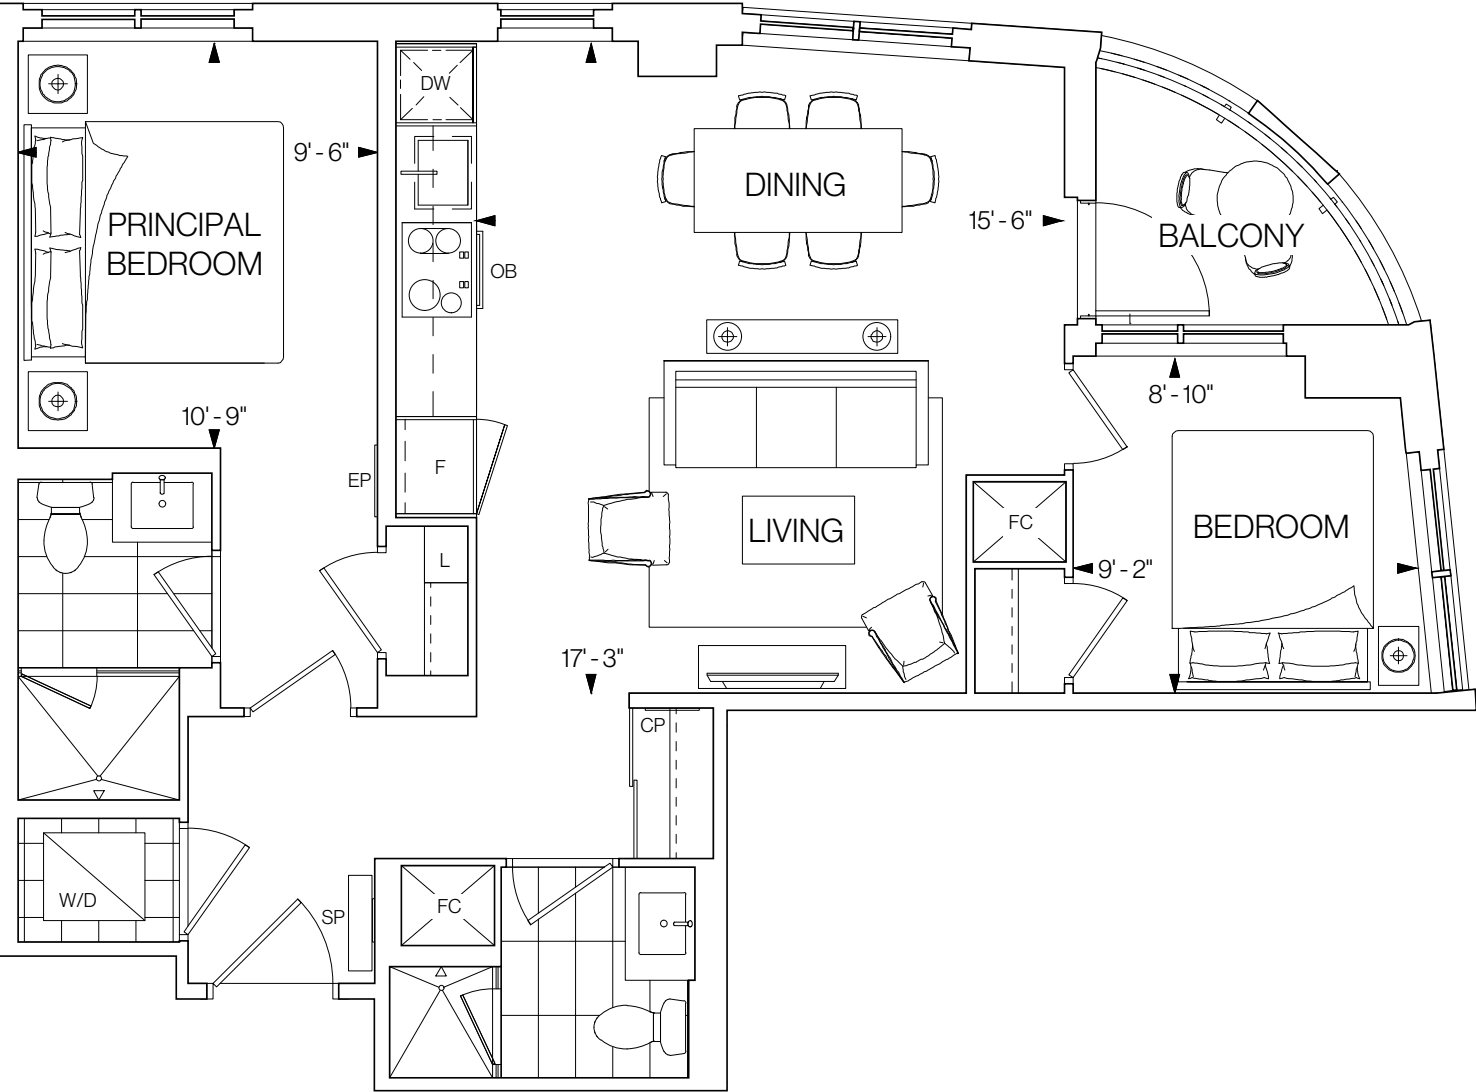 DW
9'-6"
DINING
PRINCIPAL
BEDROOM
15'-6"
BALCONY
OB
8'-10"
10'-9"
F
EP
FC
LIVING
BEDROOM
L
9'-2"
17'-3"
CP
W/D
SP
FC